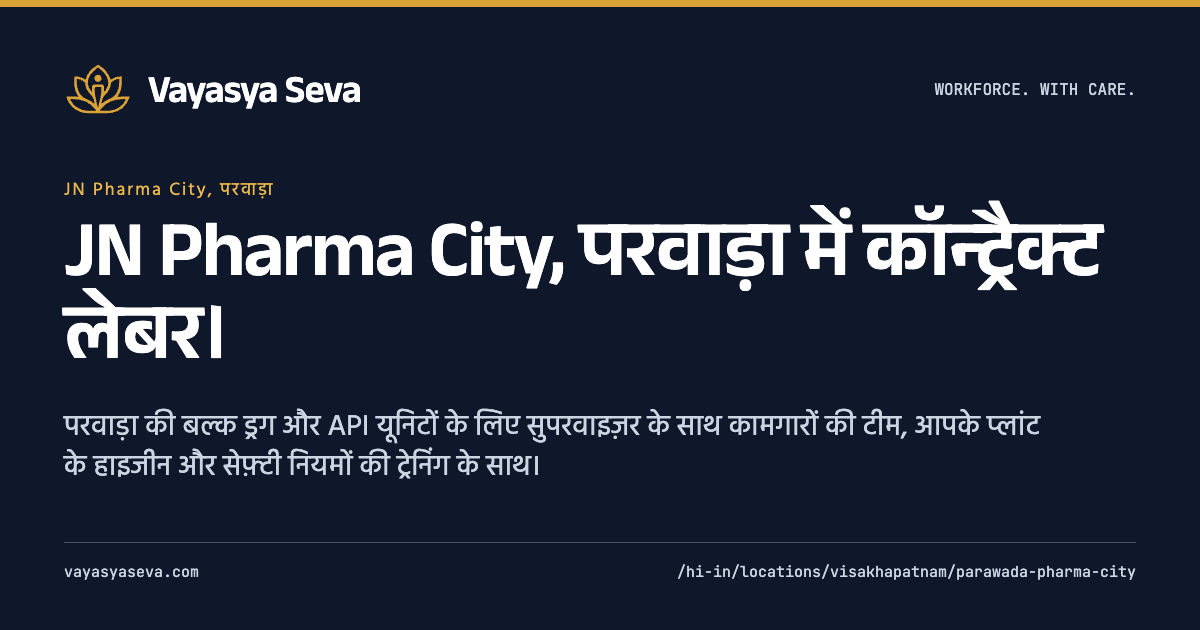 Vayasya Seva
WORKFORCE. WITH CARE.
JN Pharma City, परवाड़ा
JN Pharma City, परवाड़ा में कॉन्ट्रैक्ट
लेबर।
परवाड़ा की बल्क ड्रग और API यूनिटों के लिए सुपरवाइज़र के साथ कामगारों की टीम, आपके प्लांट
के हाइजीन और सेफ़्टी नियमों की ट्रेनिंग के साथ।
vayasyaseva.com
/hi-in/locations/visakhapatnam/parawada-pharma-city